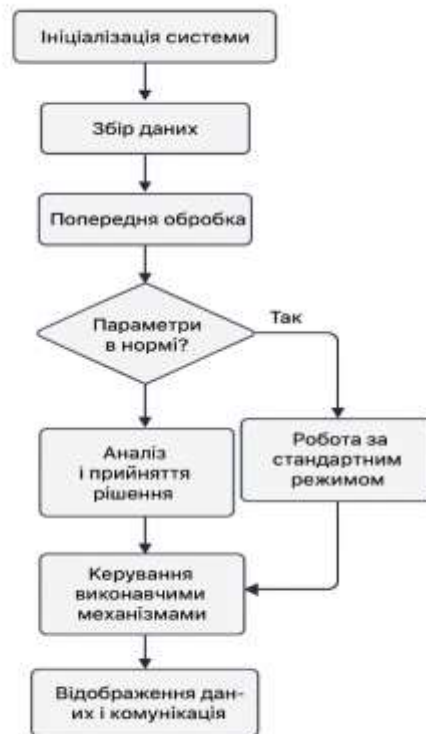 Ініціалізація системи
Збір даних
Попередня обробка
Параметри
в нормі?
Так
Аналіз
і прийняття
рішення
Робота за
стандартним
режимом
Керування
виконавчими
механізмами
Відображення дан-
их і комунікація